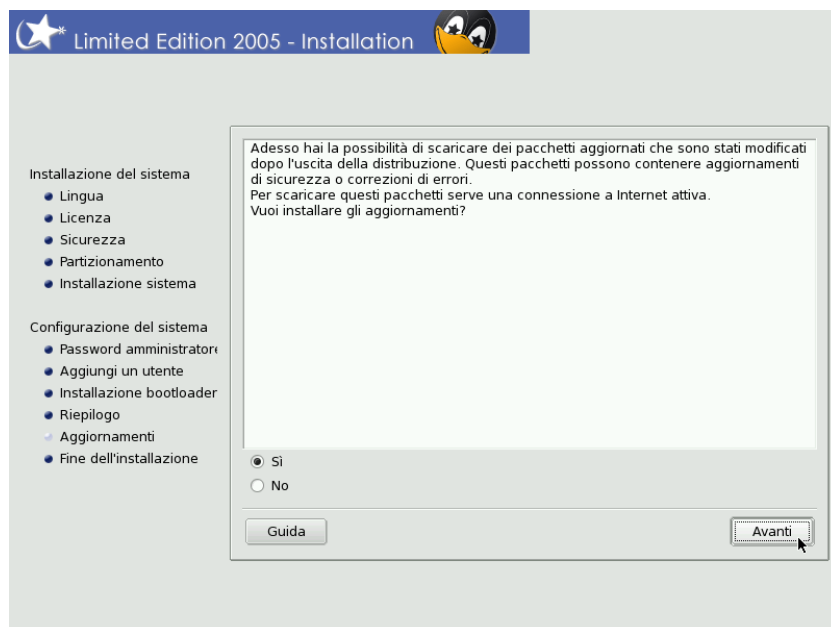 Limited Edition 2005 - Installation
Installazione del sistema
Lingua
Licenza
Sicurezza
Partizionamento
Installazione sistema
Configurazione del sistema
Password amministratore
Aggiungi un utente
Installazione bootloader
Riepilogo
Aggiornamenti
Fine dell'installazione
Adesso hai la possibilità di scaricare dei pacchetti aggiornati che sono stati modificati
dopo l'uscita della distribuzione. Questi pacchetti possono contenere aggiornamenti
di sicurezza o correzioni di errori.
Per scaricare questi pacchetti serve una connessione a Internet attiva.
Vuoi installare gli aggiornamenti?
Sì
No
Guida
Avanti